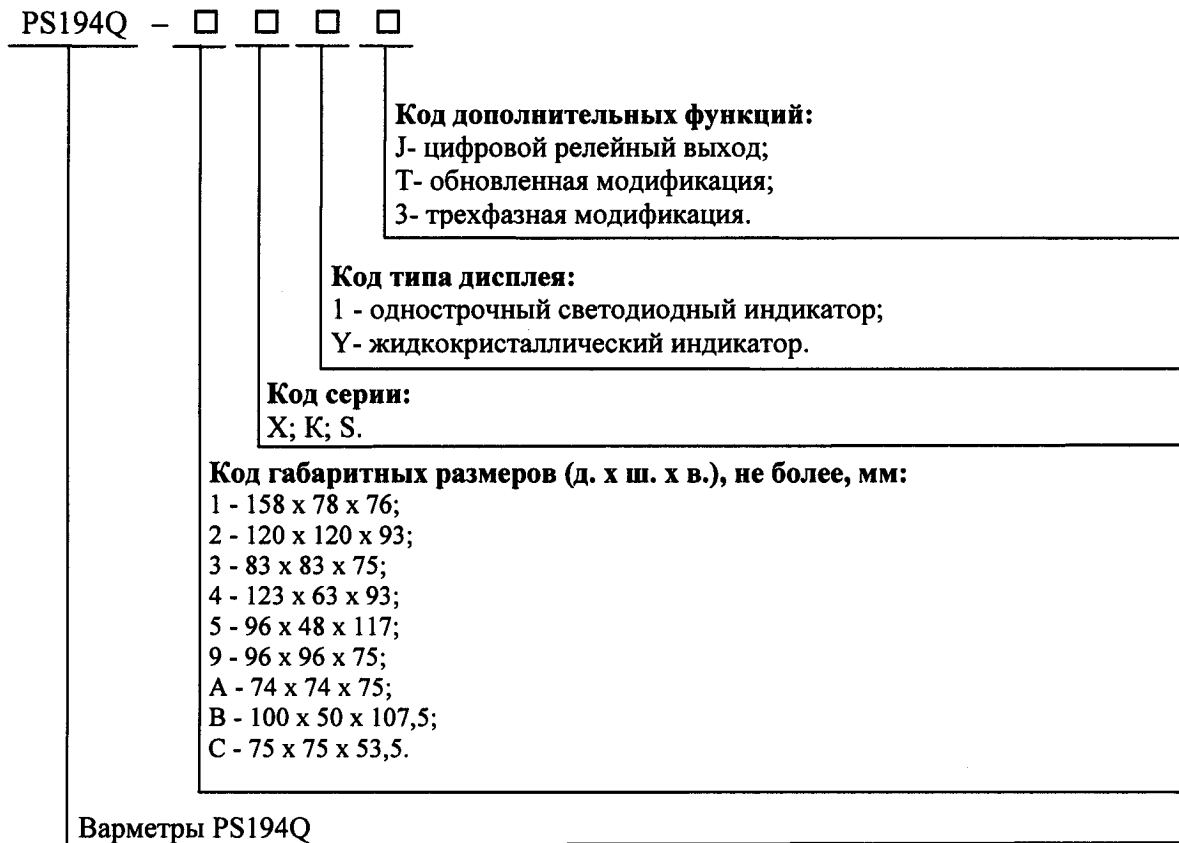 PS194Q – □ □ □ □
Код дополнительных функций:
J- цифровой релейный выход;
Т- обновленная модификация;
3- трехфазная модификация.
Код типа дисплея:
1 - однострочный светодиодный индикатор;
Y- жидкокристаллический индикатор.
Код серии:
X; K; S.
Код габаритных размеров (д. х ш. х в.), не более, мм:
1 - 158 x 78 x 76;
2 - 120 x 120 x 93;
3 - 83 x 83 x 75;
4 - 123 x 63 x 93;
5 - 96 x 48 x 117;
9 - 96 x 96 x 75;
A - 74 x 74 x 75;
B - 100 x 50 x 107,5;
C - 75 x 75 x 53,5.
Варметры PS194Q